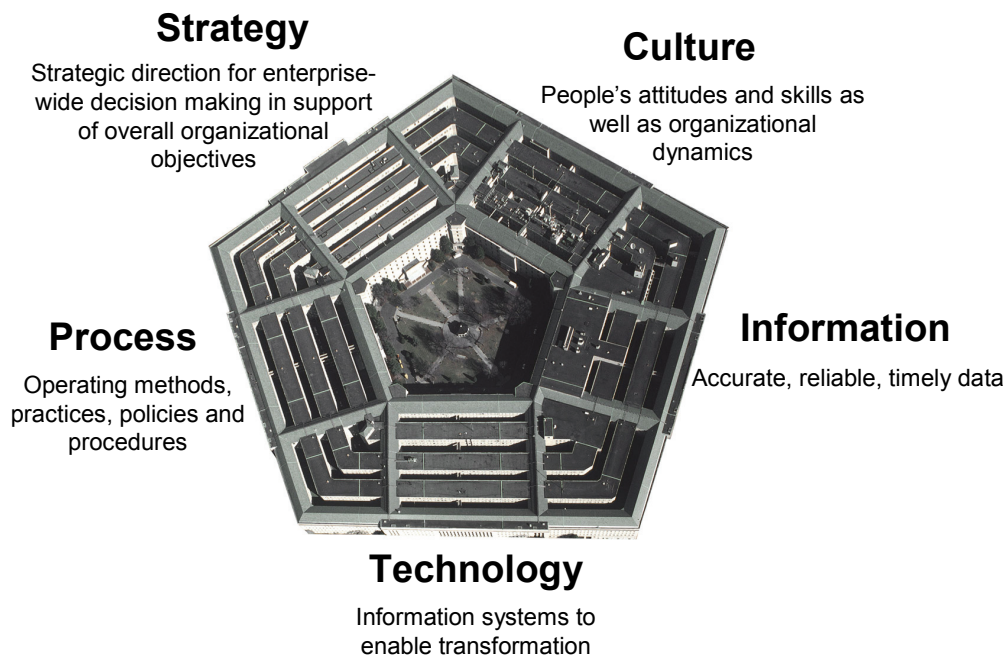 Strategy
Strategic direction for enterprise-
wide decision making in support
of overall organizational
objectives
Culture
People's attitudes and skills as
well as organizational
dynamics
Process
Operating methods,
practices, policies and
procedures
Information
Accurate, reliable, timely data
Technology
Information systems to
enable transformation